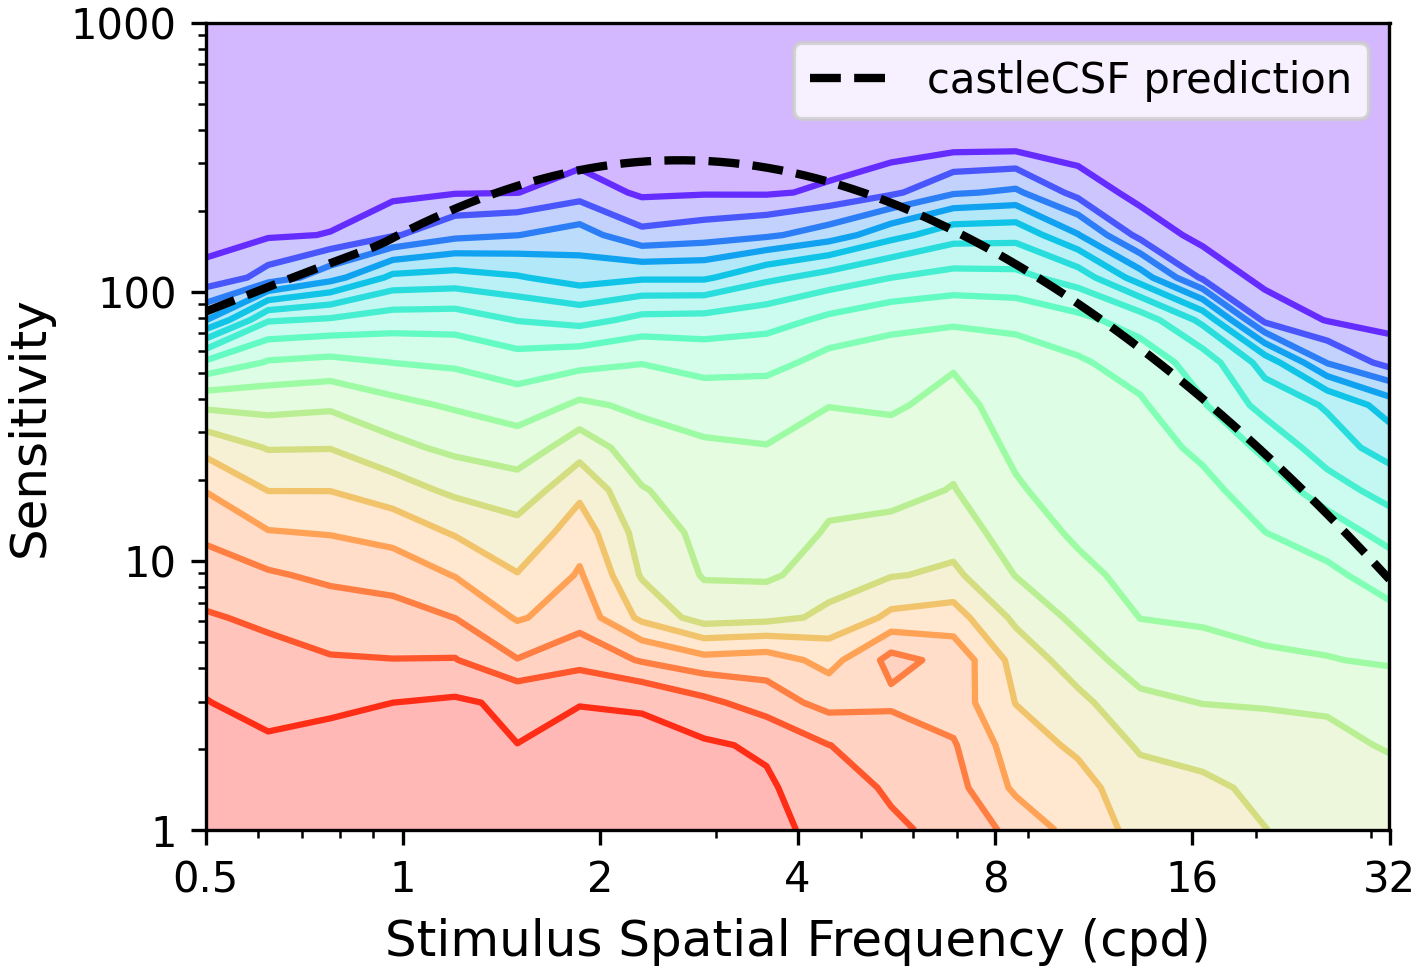 1000
100
10
1
Sensitivity
castleCSF prediction
0.5 1 2 4 8 16 32
Stimulus Spatial Frequency (cpd)